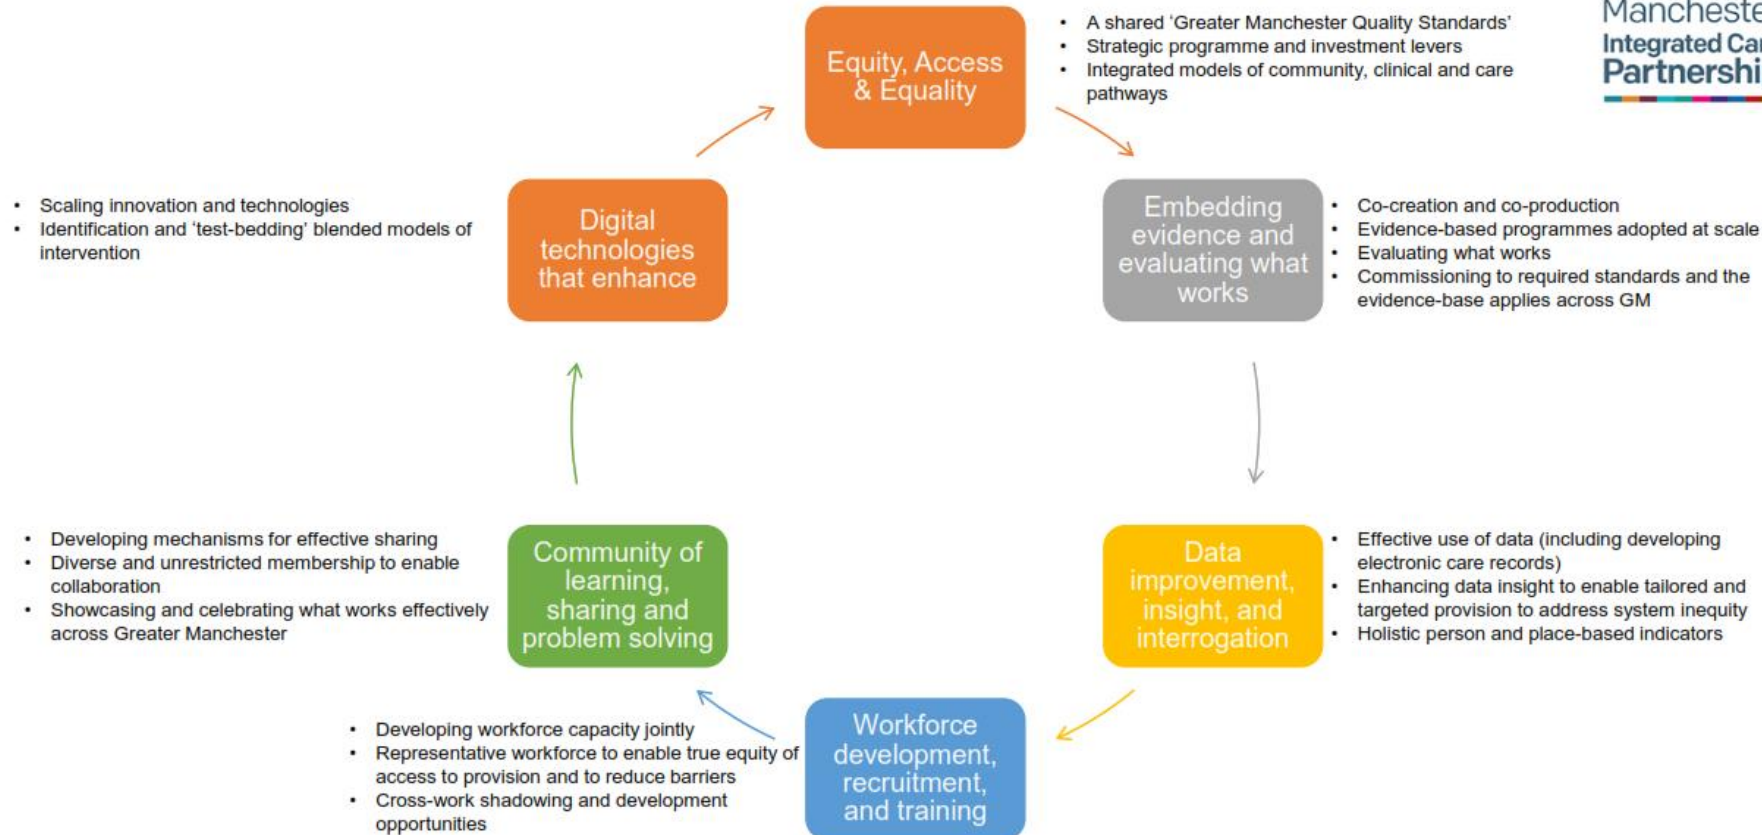 Equity, Access
& Equality
• A shared ‘Greater Manchester Quality Standards’
• Strategic programme and investment levers
• Integrated models of community, clinical and care
pathways
Integrated Car
Partnershi
Embedding
evidence and
evaluating what
works
• Co-creation and co-production
• Evidence-based programmes adopted at scale
• Evaluating what works
• Commissioning to required standards and the
evidence-base applies across GM
Data
improvement,
insight, and
interrogation
• Effective use of data (including developing
electronic care records)
• Enhancing data insight to enable tailored and
targeted provision to address system inequity
• Holistic person and place-based indicators
Workforce
development,
recruitment,
and training
• Developing workforce capacity jointly
• Representative workforce to enable true equity of
access to provision and to reduce barriers
• Cross-work shadowing and development
opportunities
Community of
learning,
sharing and
problem solving
• Developing mechanisms for effective sharing
• Diverse and unrestricted membership to enable
collaboration
• Showcasing and celebrating what works effectively
across Greater Manchester
Digital
technologies
that enhance
• Scaling innovation and technologies
• Identification and ‘test-bedding’ blended models of
intervention